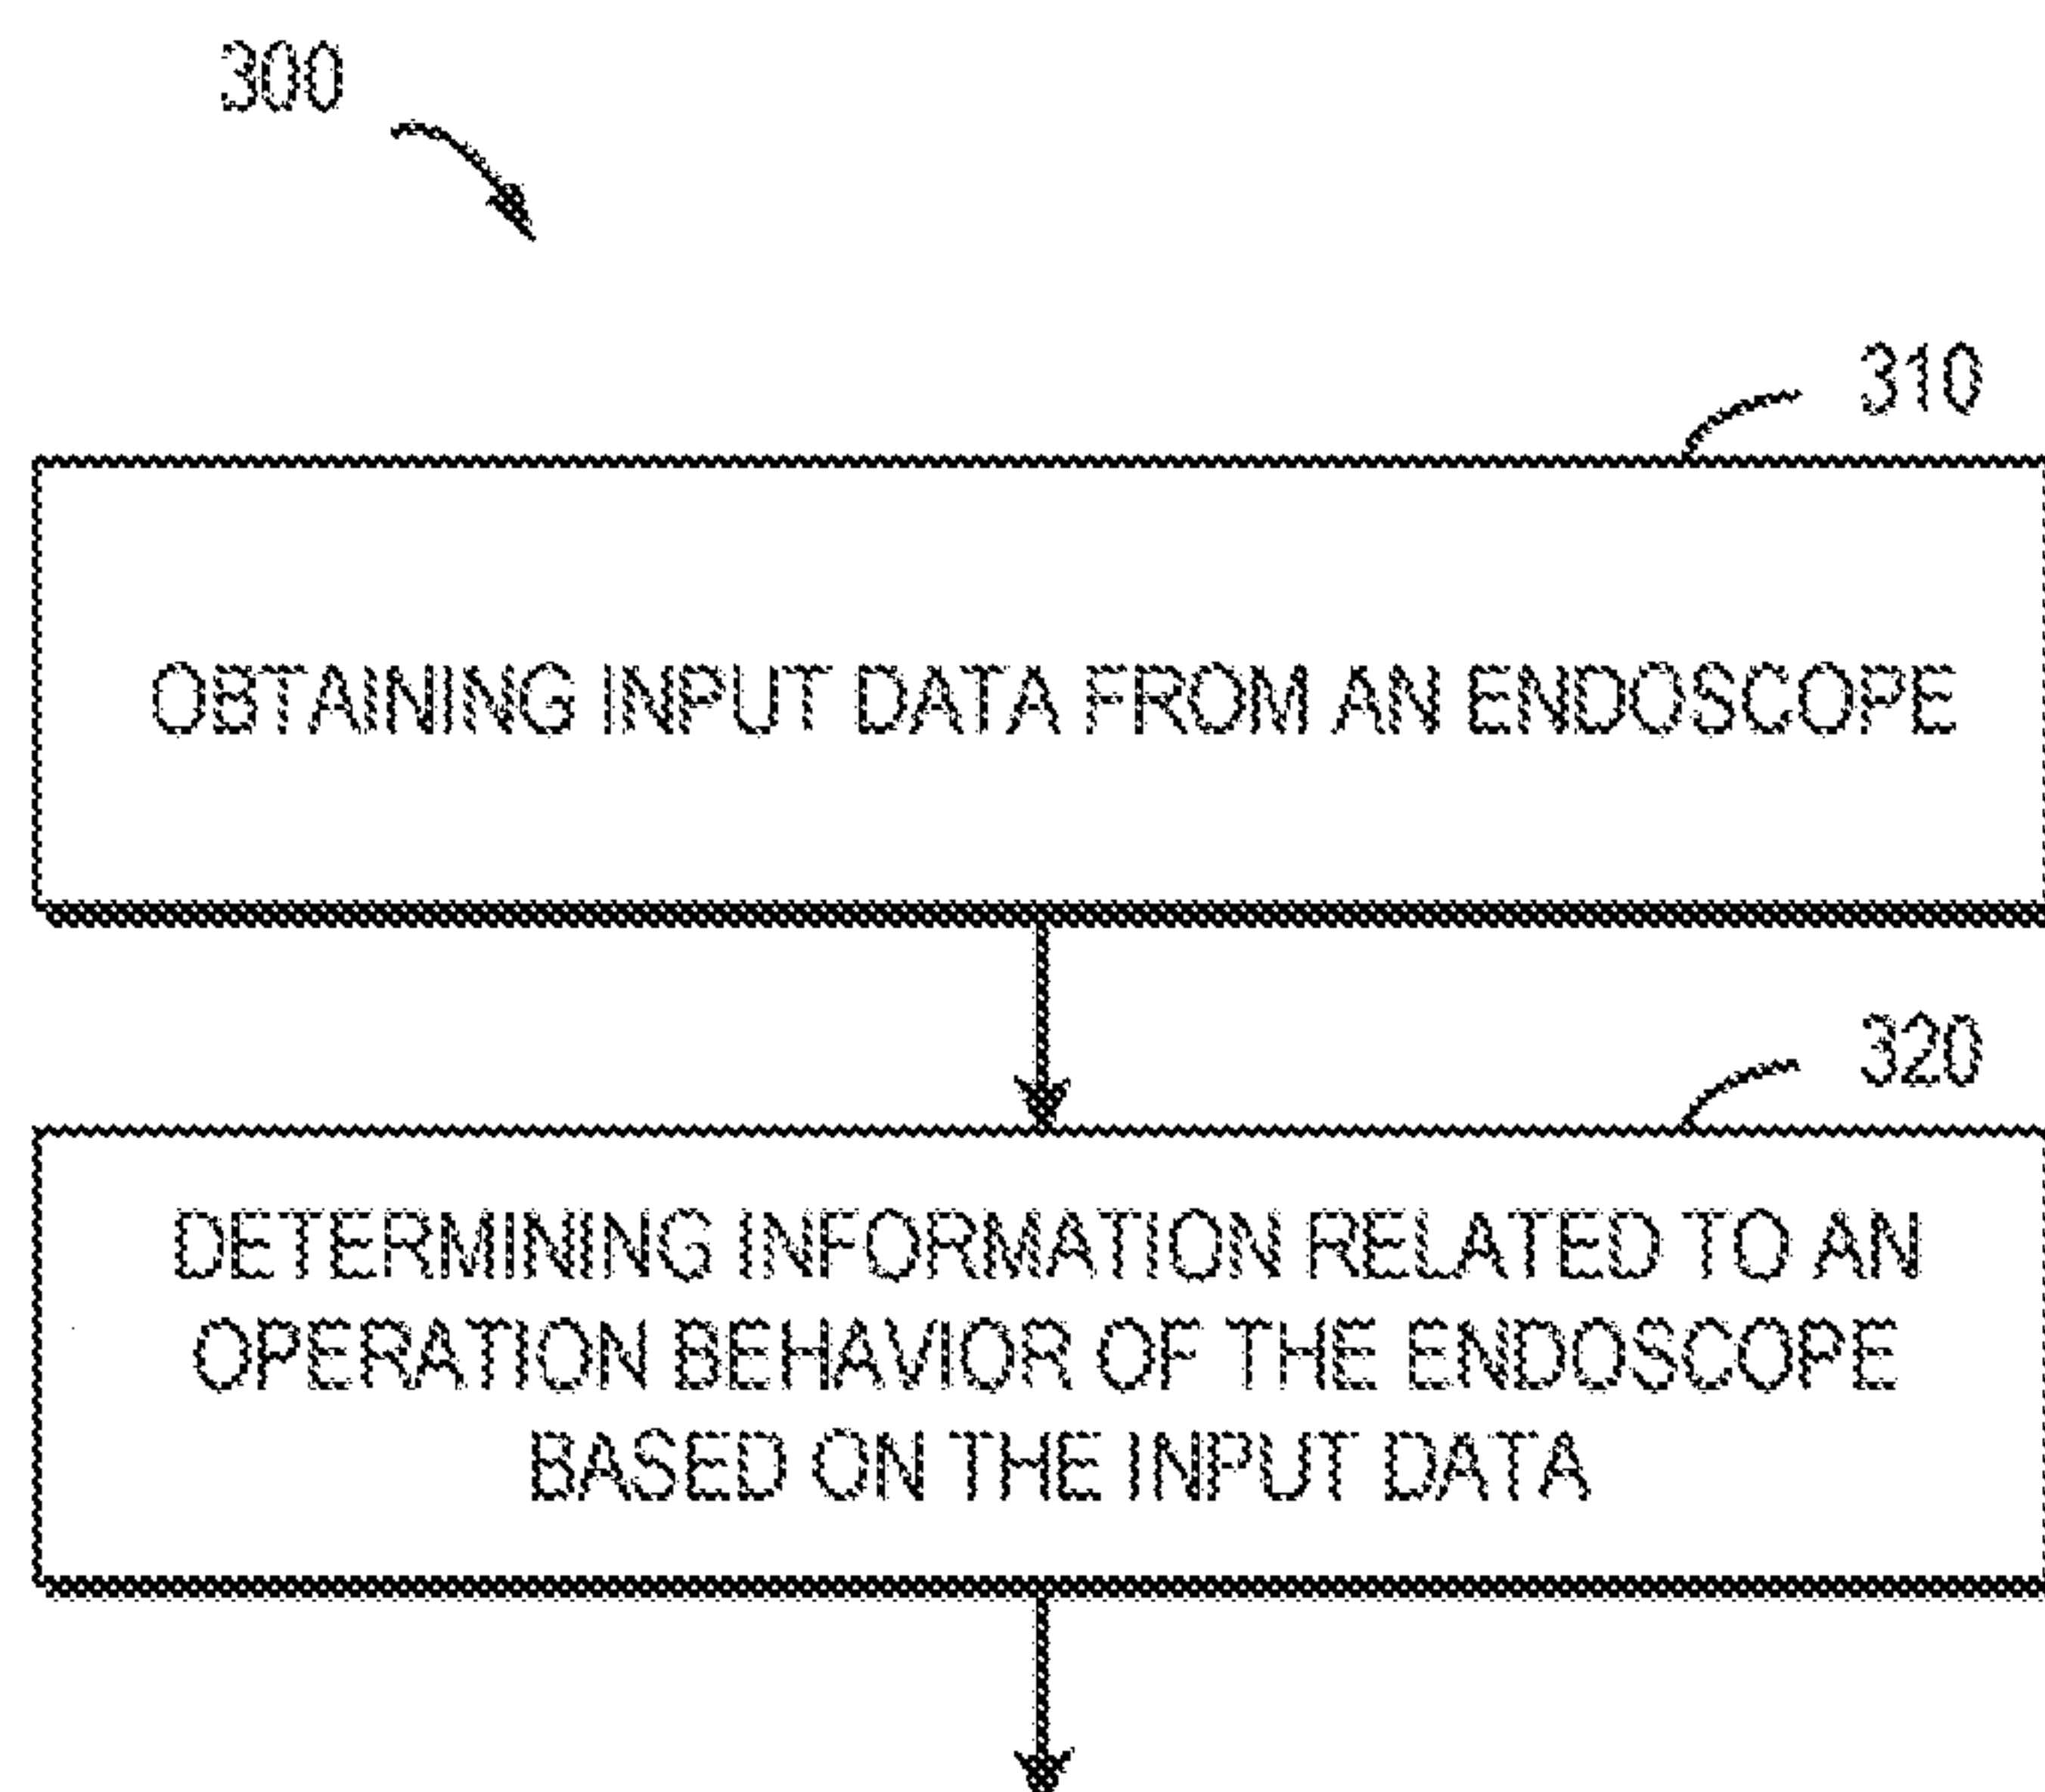 300
310
OBTAINING INPUT DATA FROM AN ENDOSCOPE
320
DETERMINING INFORMATION RELATED TO AN
OPERATION BEHAVIOR OF THE ENDOSCOPE
BASED ON THE INPUT DATA